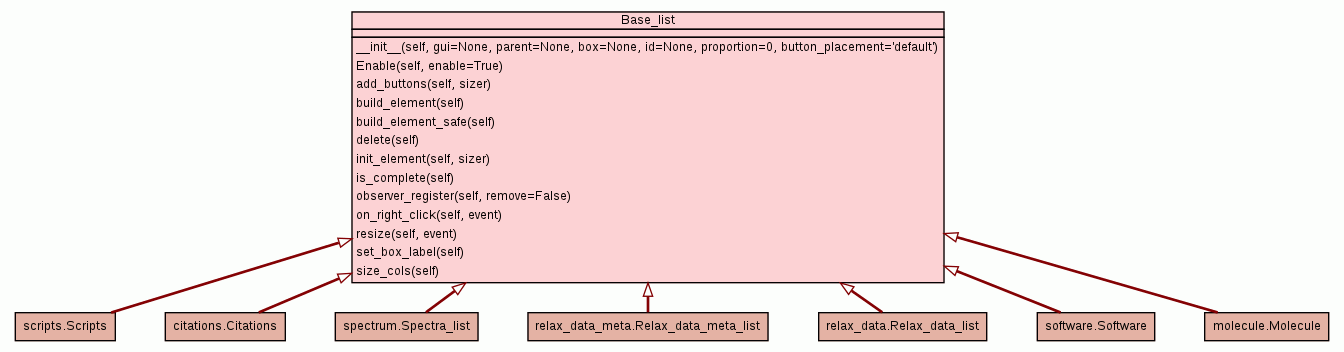 Base_list
__init__(self, gui=None, parent=None, box=None, id=None, proportion=0, button_placement='default')
Enable(self, enable=True)
add_buttons(self, sizer)
build_element(self)
build_element_safe(self)
delete(self)
init_element(self, sizer)
is_complete(self)
observer_register(self, remove=False)
on_right_click(self, event)
resize(self, event)
set_box_label(self)
size_cols(self)
scripts.Scripts
citations.Citations
spectrum.Spectra_list
relax_data_meta.Relax_data_meta_list
relax_data.Relax_data_list
software.Software
molecule.Molecule